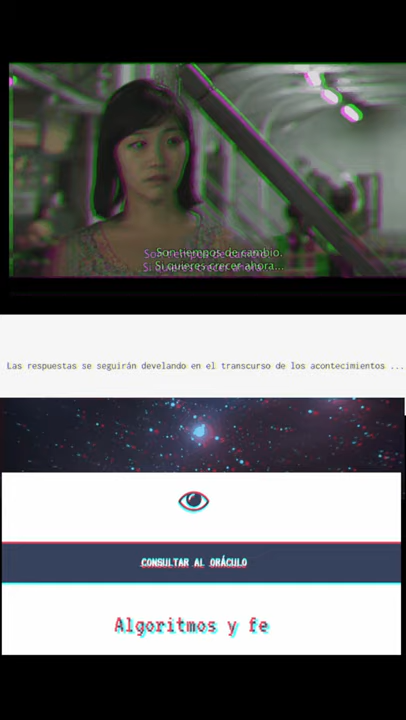 Son tiempos de cambio.
Si quieres crecer ahora...
Las respuestas se seguirán develando en el transcurso de los acontecimientos ...
CONSULTAR AL ORÁCULO
Algoritmos y fe